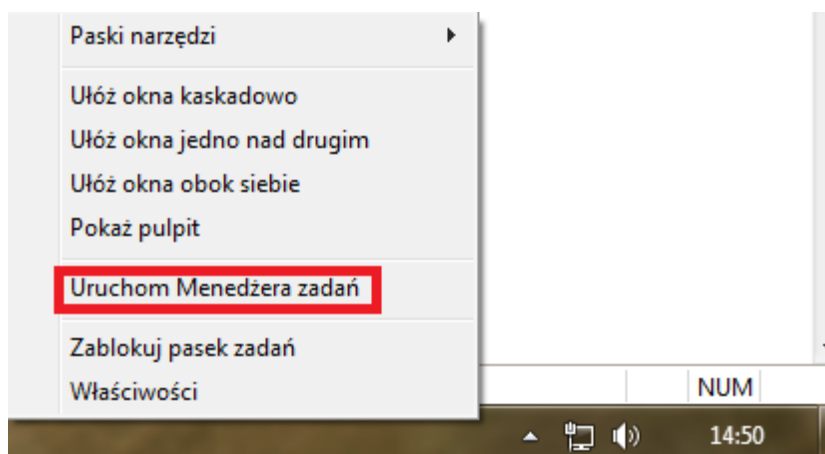 Paski narzędzi
Ułóż okna kaskadowo
Ułóż okna jedno nad drugim
Ułóż okna obok siebie
Pokaż pulpit
Uruchom Menedżera zadań
Zablokuj pasek zadań
Właściwości
NUM
14:50